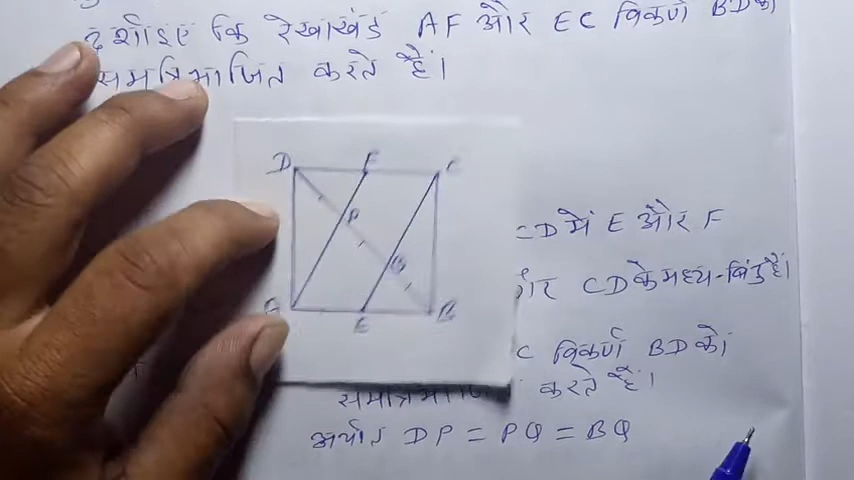 दर्शाइए कि रेखाखंड AF और EC विकर्ण BD को
समत्रिभाजित करते हैं।
D F C
P
Q
A E B
CD में E और F
और CD के मध्य-बिंदु हैं।
C विकर्ण BD को
समत्रिभाजित करते हैं।
अर्थात DP = PQ = BQ